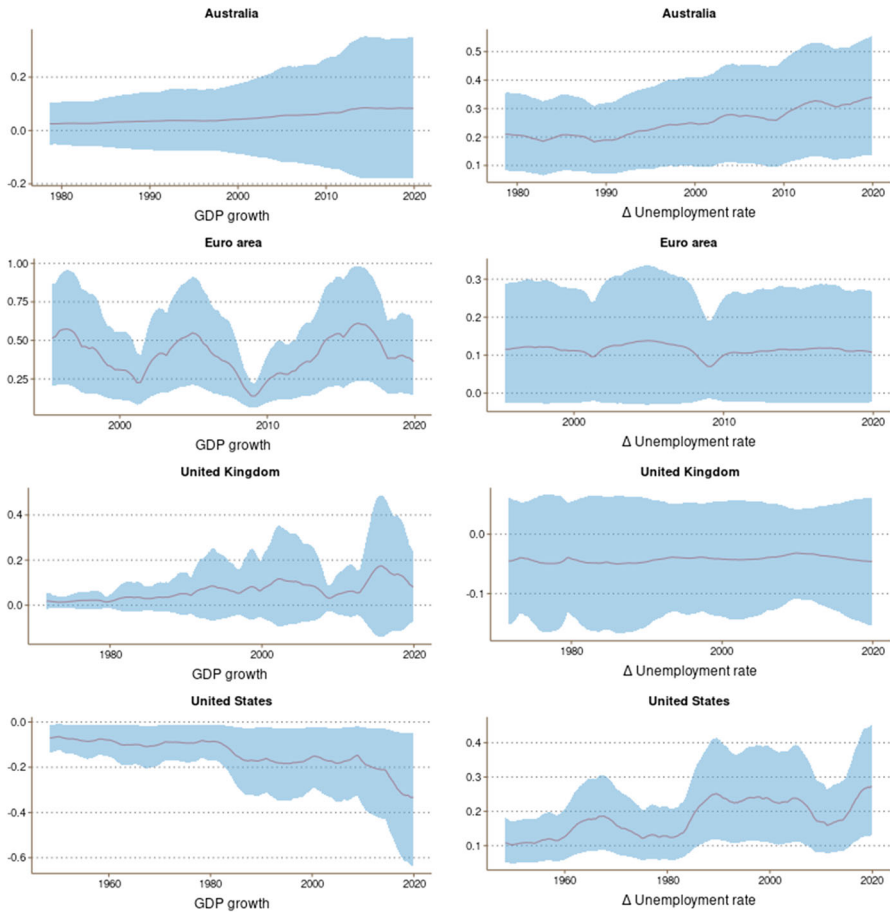 Australia
0.2
0.0
-0.2
1980 1990 2000 2010 2020
GDP growth
Australia
0.5
0.4
0.3
0.2
0.1
1980 1990 2000 2010 2020
Δ Unemployment rate
Euro area
1.00
0.75
0.50
0.25
2000 2010 2020
GDP growth
Euro area
0.3
0.2
0.1
0.0
2000 2010 2020
Δ Unemployment rate
United Kingdom
0.4
0.2
0.0
1980 2000 2020
GDP growth
United Kingdom
0.0
-0.1
1980 2000 2020
Δ Unemployment rate
United States
0.0
-0.2
-0.4
-0.6
1960 1980 2000 2020
GDP growth
United States
0.4
0.3
0.2
0.1
1960 1980 2000 2020
Δ Unemployment rate